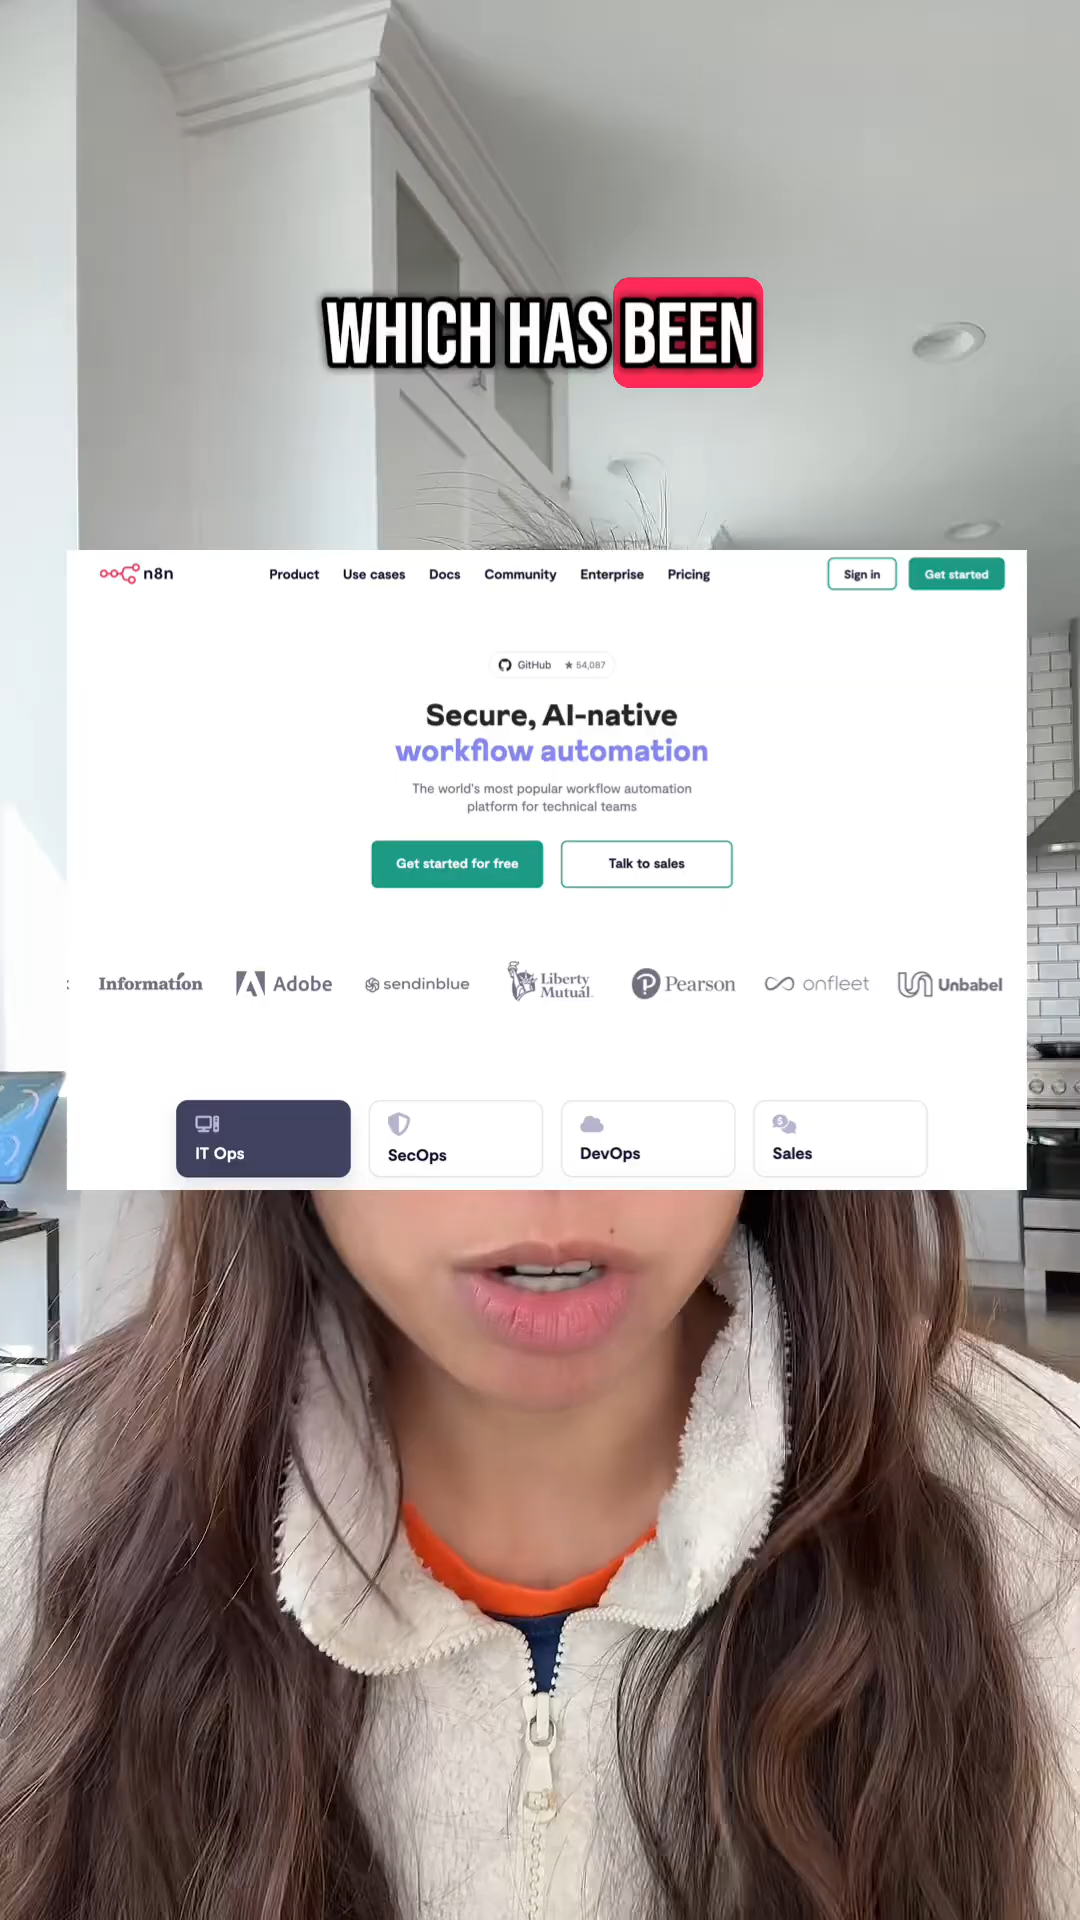 WHICH HAS BEEN
n8n Product Use cases Docs Community Enterprise Pricing Sign in Get started
GitHub ★ 54,087
Secure, AI-native
workflow automation
The world's most popular workflow automation
platform for technical teams
Get started for free Talk to sales
Information Adobe sendinblue Liberty Mutual. Pearson onfleet Unbabel
IT Ops SecOps DevOps Sales